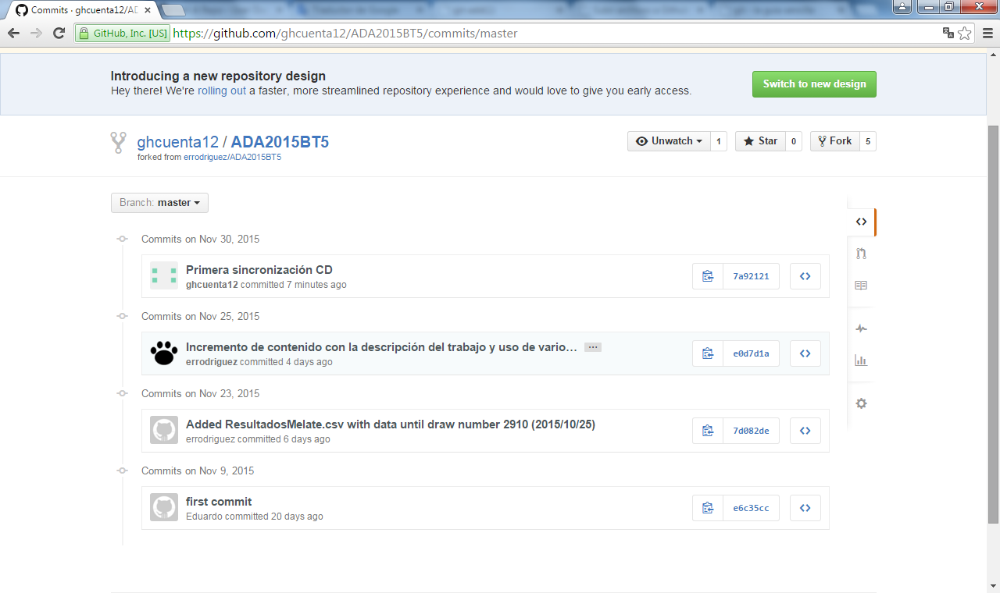 Commits · ghcuenta12/AD
GitHub, Inc. [US] https://github.com/ghcuenta12/ADA2015BT5/commits/master
Introducing a new repository design
Hey there! We're rolling out a faster, more streamlined repository experience and would love to give you early access.
Switch to new design
ghcuenta12 / ADA2015BT5
forked from errodriguez/ADA2015BT5
Unwatch 1 Star 0 Fork 5
Branch: master
Commits on Nov 30, 2015
Primera sincronización CD
ghcuenta12 committed 7 minutes ago
7a92121
Commits on Nov 25, 2015
Incremento de contenido con la descripción del trabajo y uso de vario… …
errodriguez committed 4 days ago
e0d7d1a
Commits on Nov 23, 2015
Added ResultadosMelate.csv with data until draw number 2910 (2015/10/25)
errodriguez committed 6 days ago
7d082de
Commits on Nov 9, 2015
first commit
Eduardo committed 20 days ago
e6c35cc